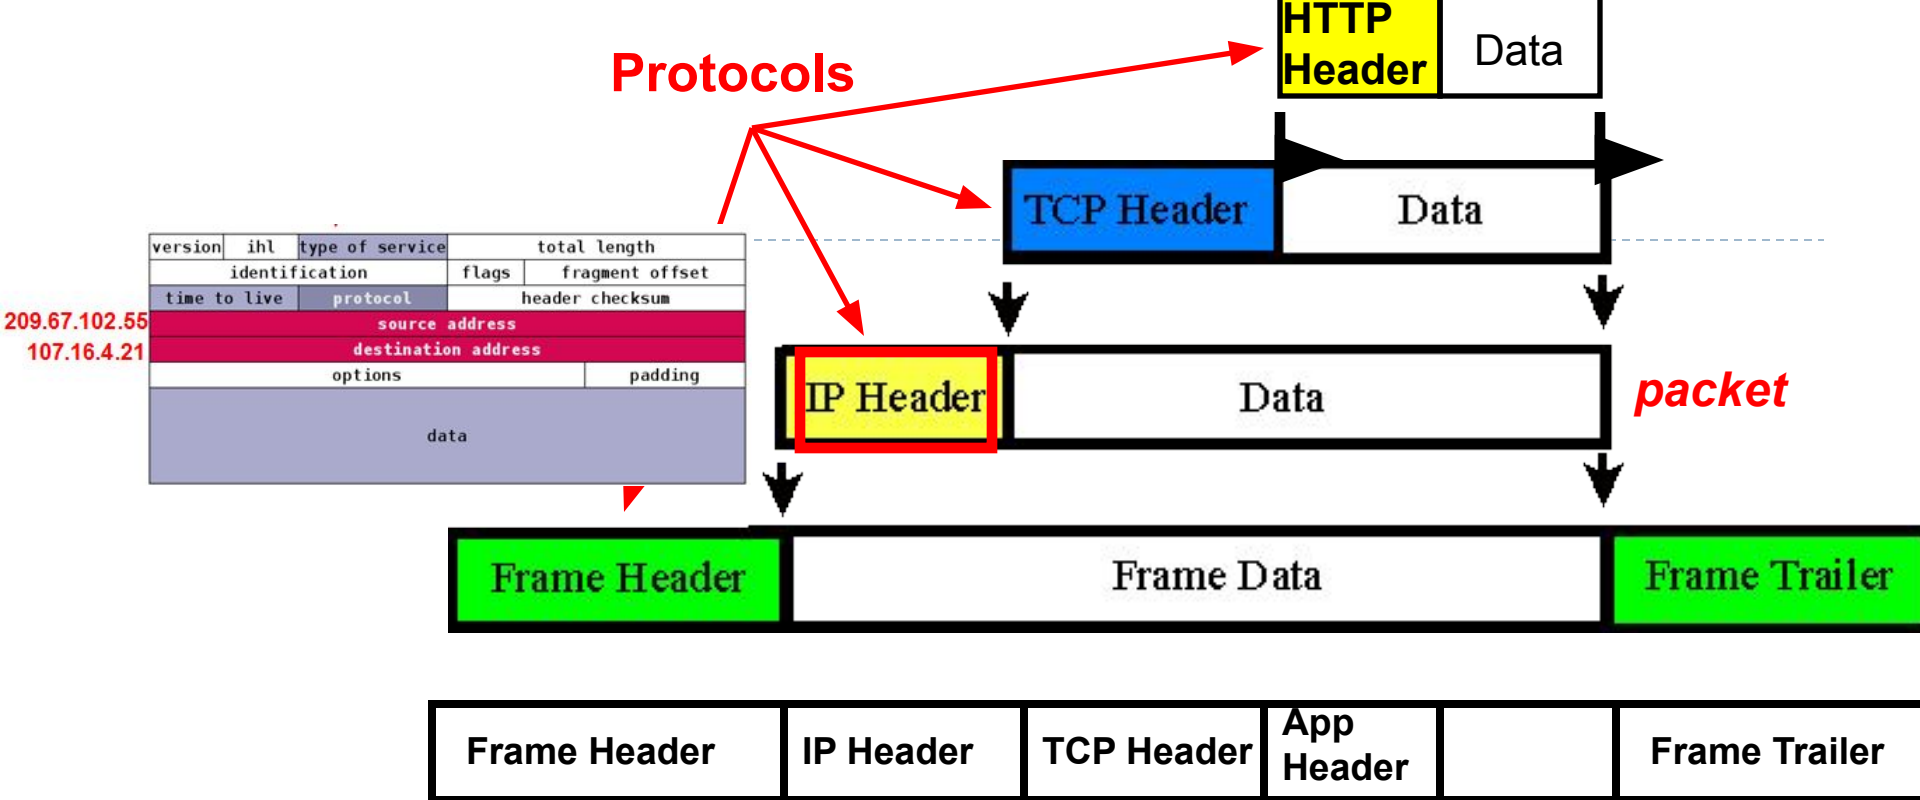 HTTP
Header
Data
Protocols
TCP Header
Data
version ihl type of service total length
identification flags fragment offset
time to live protocol header checksum
209.67.102.55 source address
107.16.4.21 destination address
options padding
data
IP Header
Data
packet
Frame Header
Frame Data
Frame Trailer
Frame Header
IP Header
TCP Header
App
Header
Frame Trailer